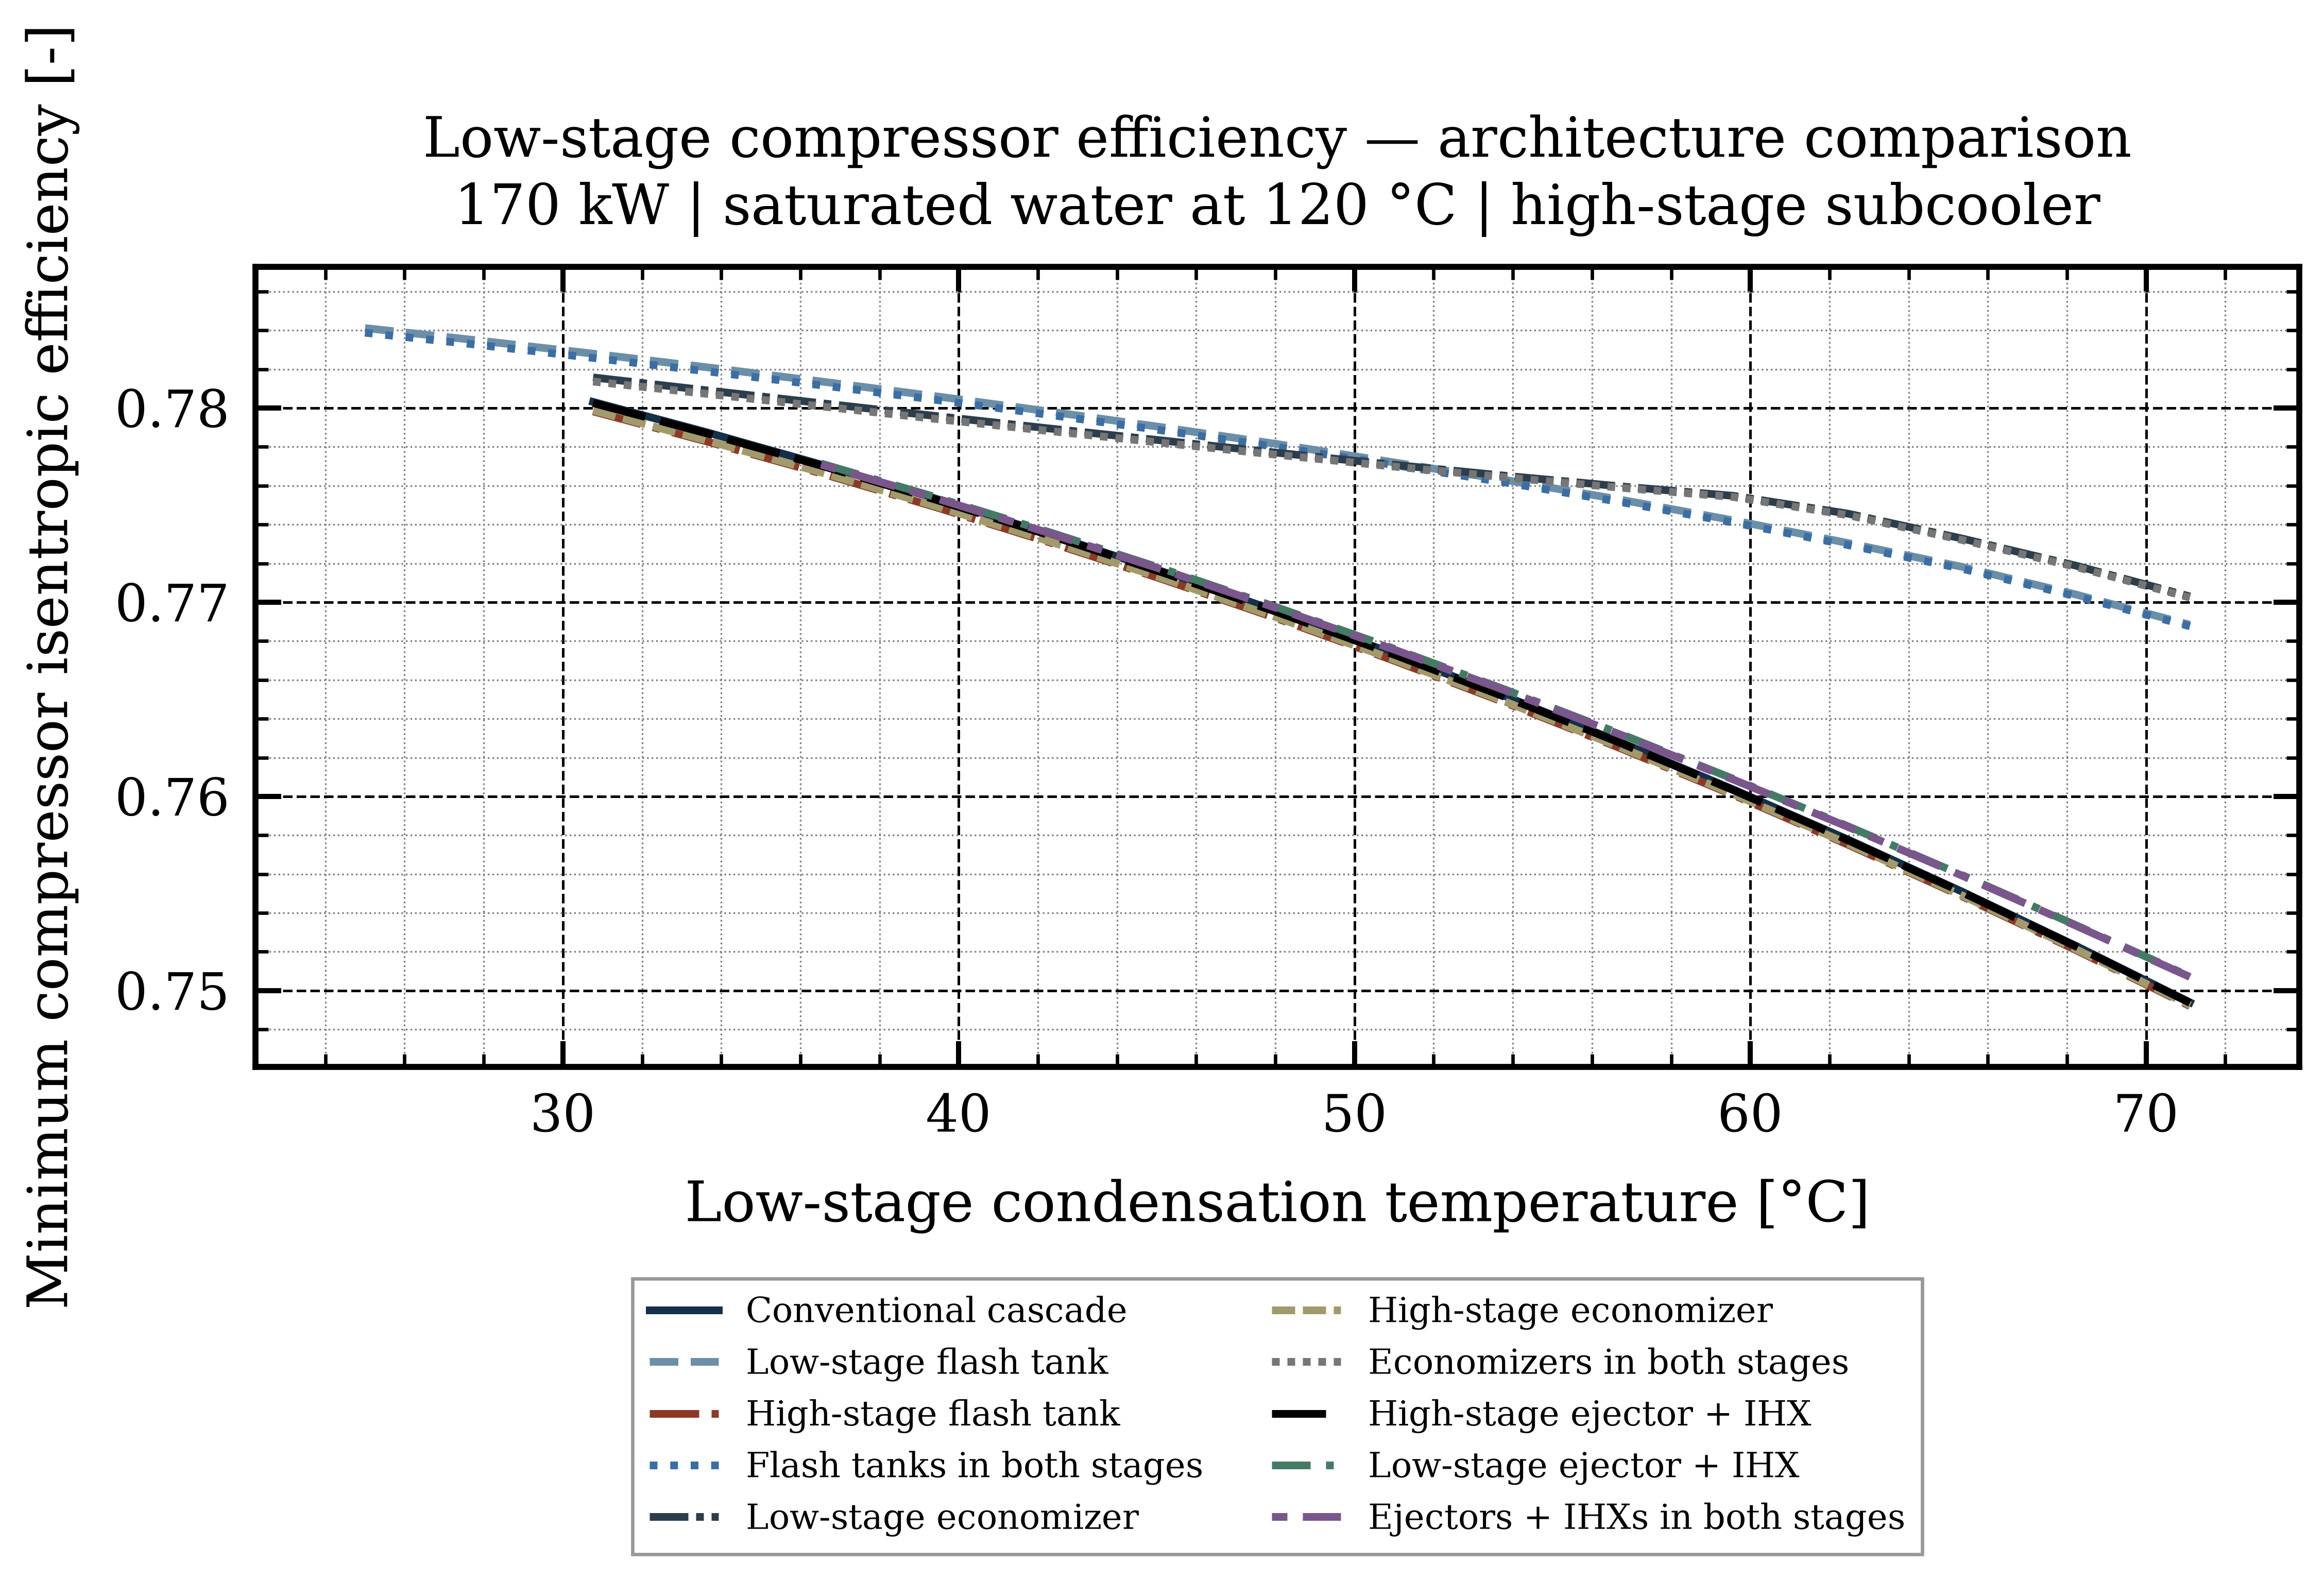 Low-stage compressor efficiency — architecture comparison
170 kW | saturated water at 120 °C | high-stage subcooler
Minimum compressor isentropic efficiency [-]
0.78
0.77
0.76
0.75
30 40 50 60 70
Low-stage condensation temperature [°C]
Conventional cascade
Low-stage flash tank
High-stage flash tank
Flash tanks in both stages
Low-stage economizer
High-stage economizer
Economizers in both stages
High-stage ejector + IHX
Low-stage ejector + IHX
Ejectors + IHXs in both stages